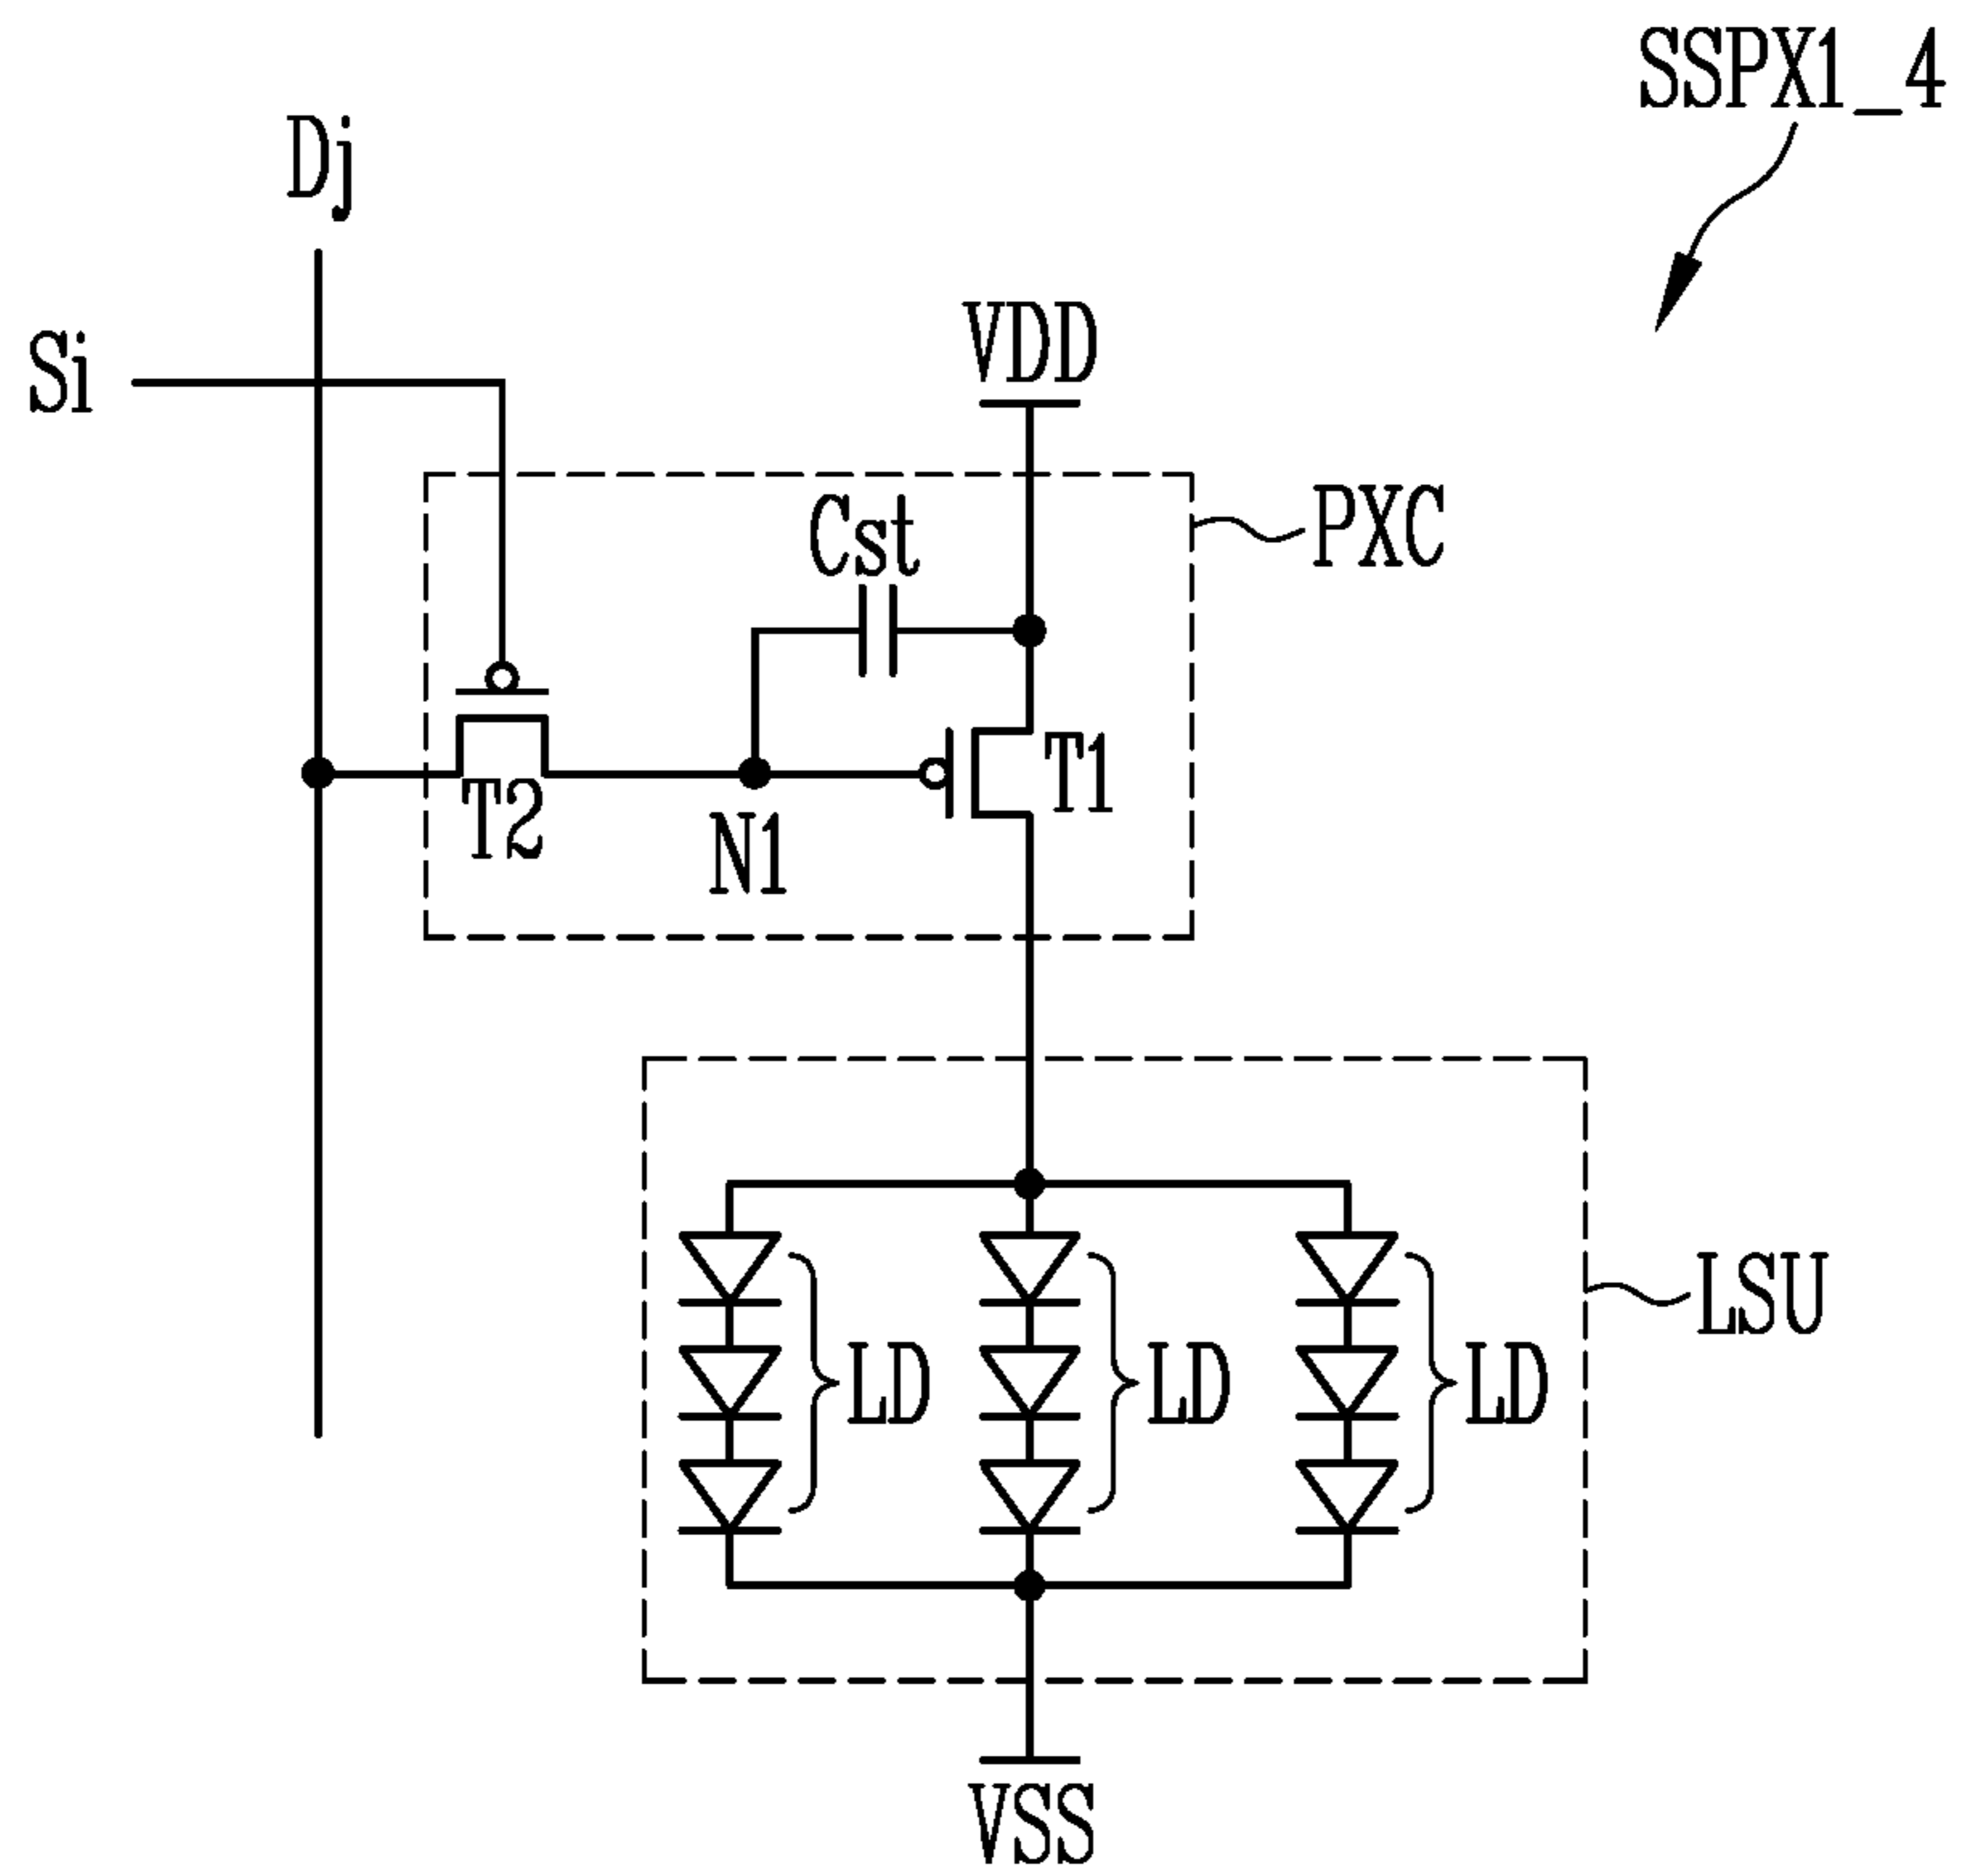 SSPX1_4
Dj
Si
VDD
Cst
PXC
T2
N1
T1
LD
LD
LD
LSU
VSS